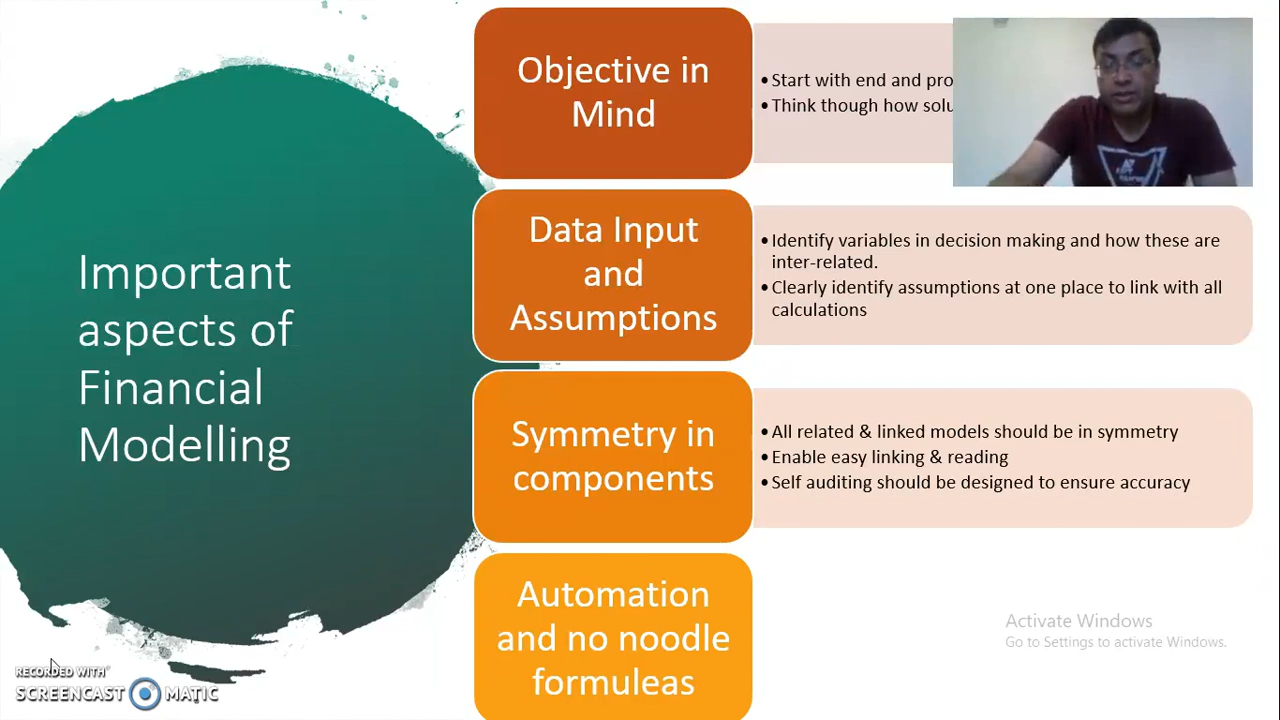 Important
aspects of
Financial
Modelling
Objective in
Mind
• Start with end and
• Think though how
Data Input
and
Assumptions
• Identify variables in decision making and how these are
inter-related.
• Clearly identify assumptions at one place to link with all
calculations
Symmetry in
components
• All related & linked models should be in symmetry
• Enable easy linking & reading
• Self auditing should be designed to ensure accuracy
Automation
and no noodle
formuleas
Activate Windows
Go to Settings to activate Windows.
RECORDED WITH
SCREENCAST MATIC